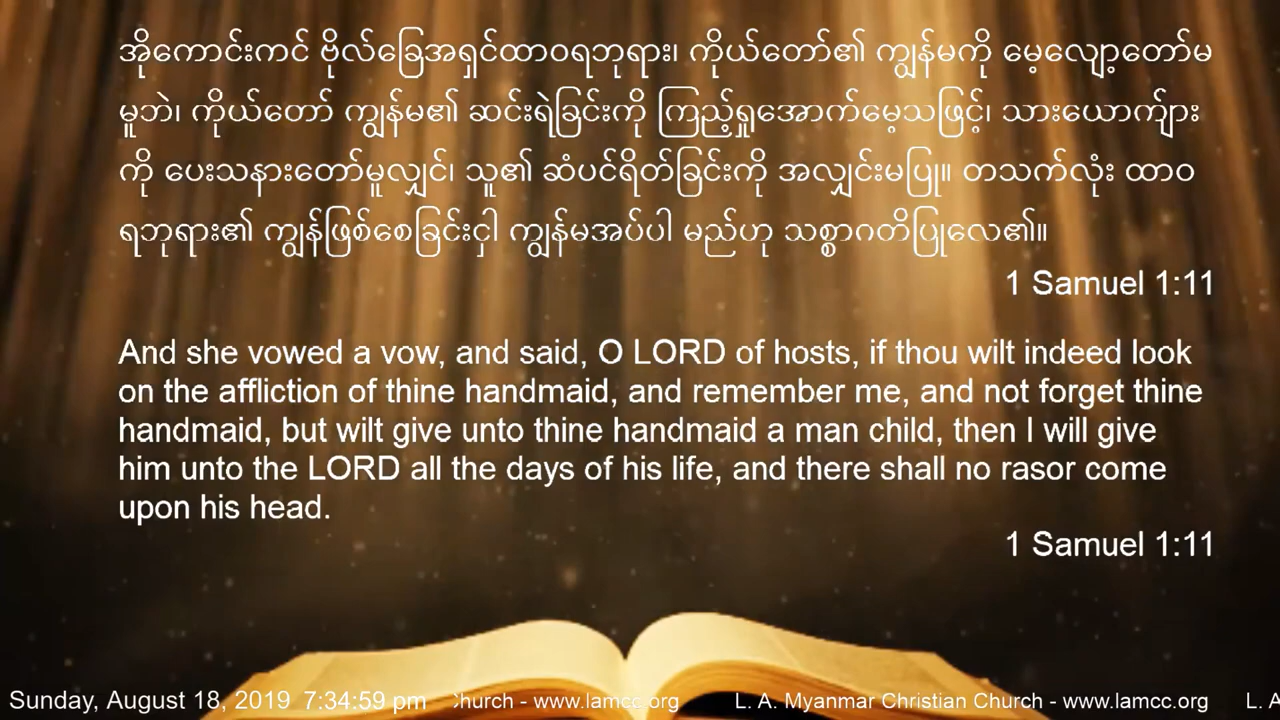 အိုကောင်းကင် ဗိုလ်ခြေအရှင်ထာဝရဘုရား၊ ကိုယ်တော်၏ ကျွန်မကို မေ့လျော့တော်မ
မူဘဲ၊ ကိုယ်တော် ကျွန်မ၏ ဆင်းရဲခြင်းကို ကြည့်ရှုအောက်မေ့သဖြင့်၊ သားယောက်ျား
ကို ပေးသနားတော်မူလျှင်၊ သူ၏ ဆံပင်ရိတ်ခြင်းကို အလျှင်းမပြု။ တသက်လုံး ထာဝ
ရဘုရား၏ ကျွန်ဖြစ်စေခြင်းငှါ ကျွန်မအပ်ပါ မည်ဟု သစ္စာဂတိပြုလေ၏။
1 Samuel 1:11
And she vowed a vow, and said, O LORD of hosts, if thou wilt indeed look
on the affliction of thine handmaid, and remember me, and not forget thine
handmaid, but wilt give unto thine handmaid a man child, then I will give
him unto the LORD all the days of his life, and there shall no rasor come
upon his head.
1 Samuel 1:11
Sunday, August 18, 2019 7:34:59 pm Church - www.lamcc.org L. A. Myanmar Christian Church - www.lamcc.org L. A